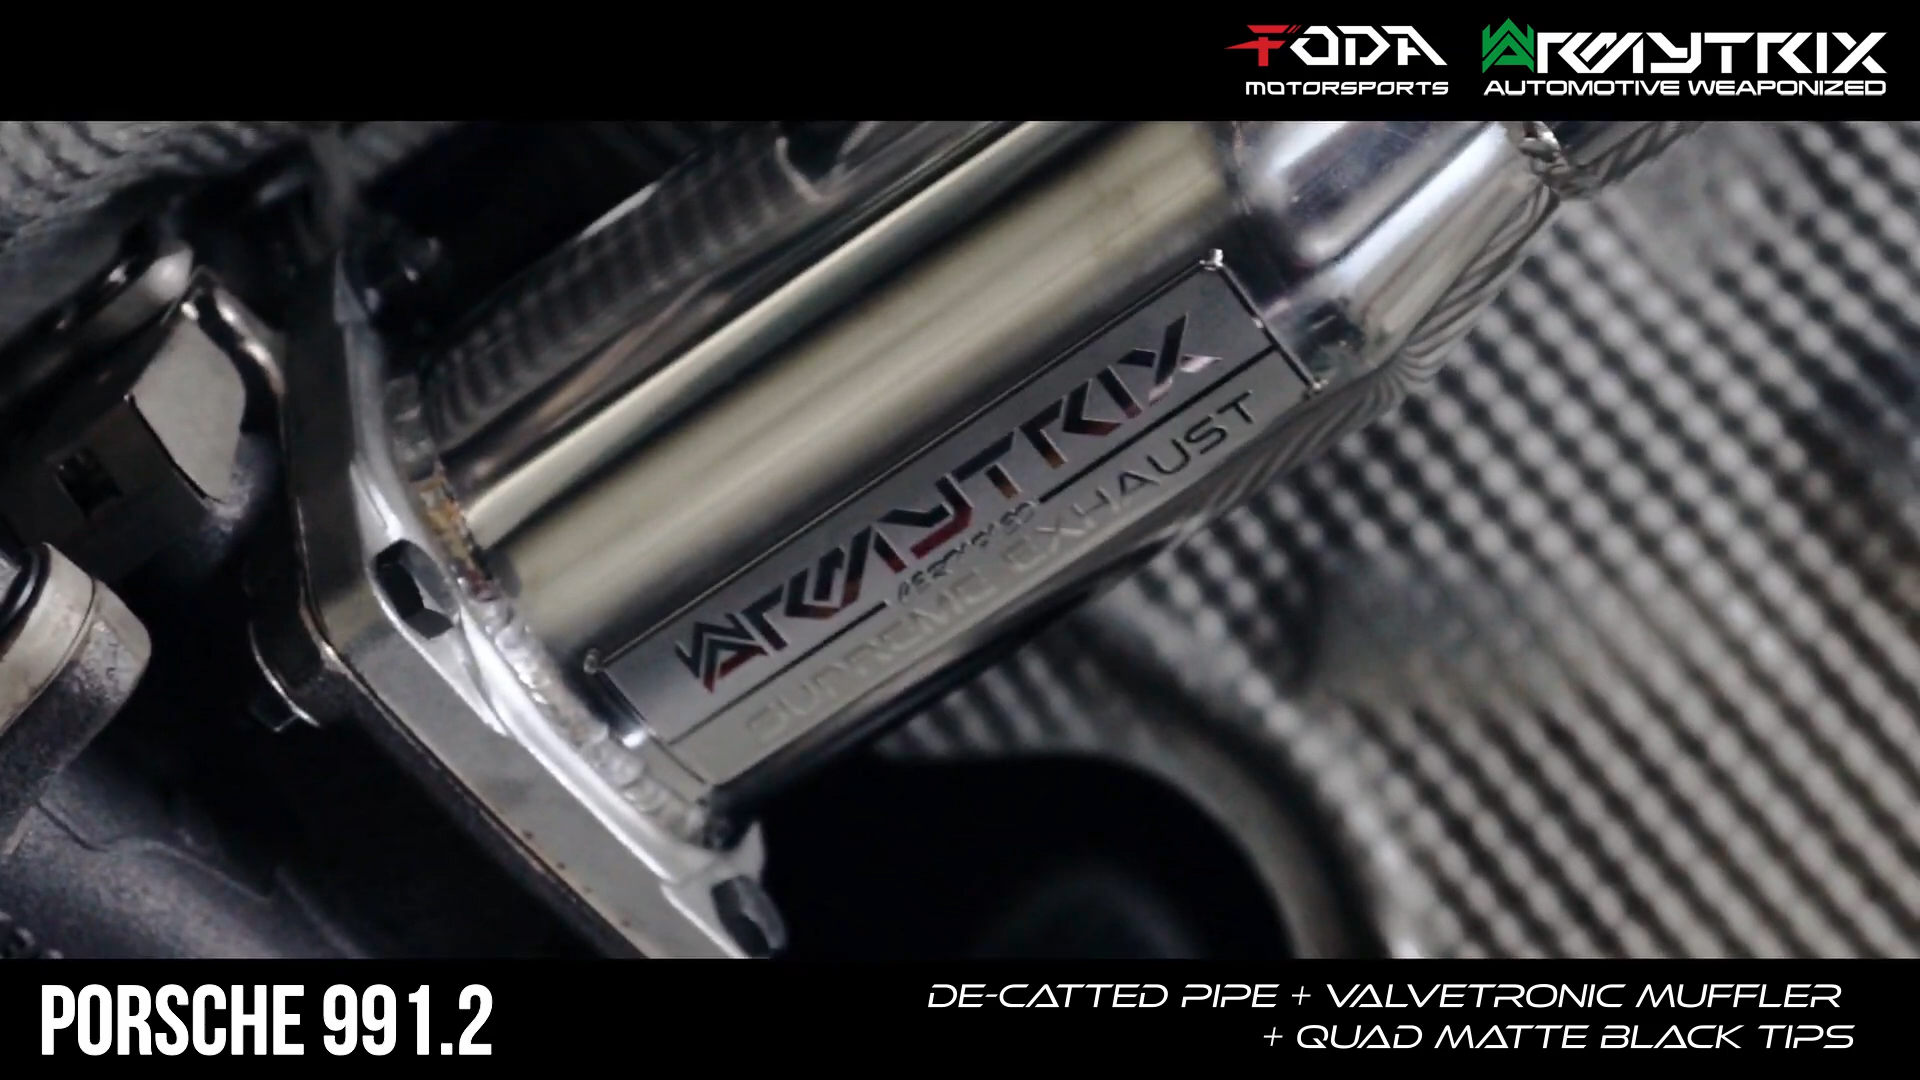 FODA
MOTORSPORTS
ARMYTRIX
AUTOMOTIVE WEAPONIZED
ARMYTRIX
EXHAUST
PORSCHE 991.2
DE-CATTED PIPE + VALVETRONIC MUFFLER
+ QUAD MATTE BLACK TIPS